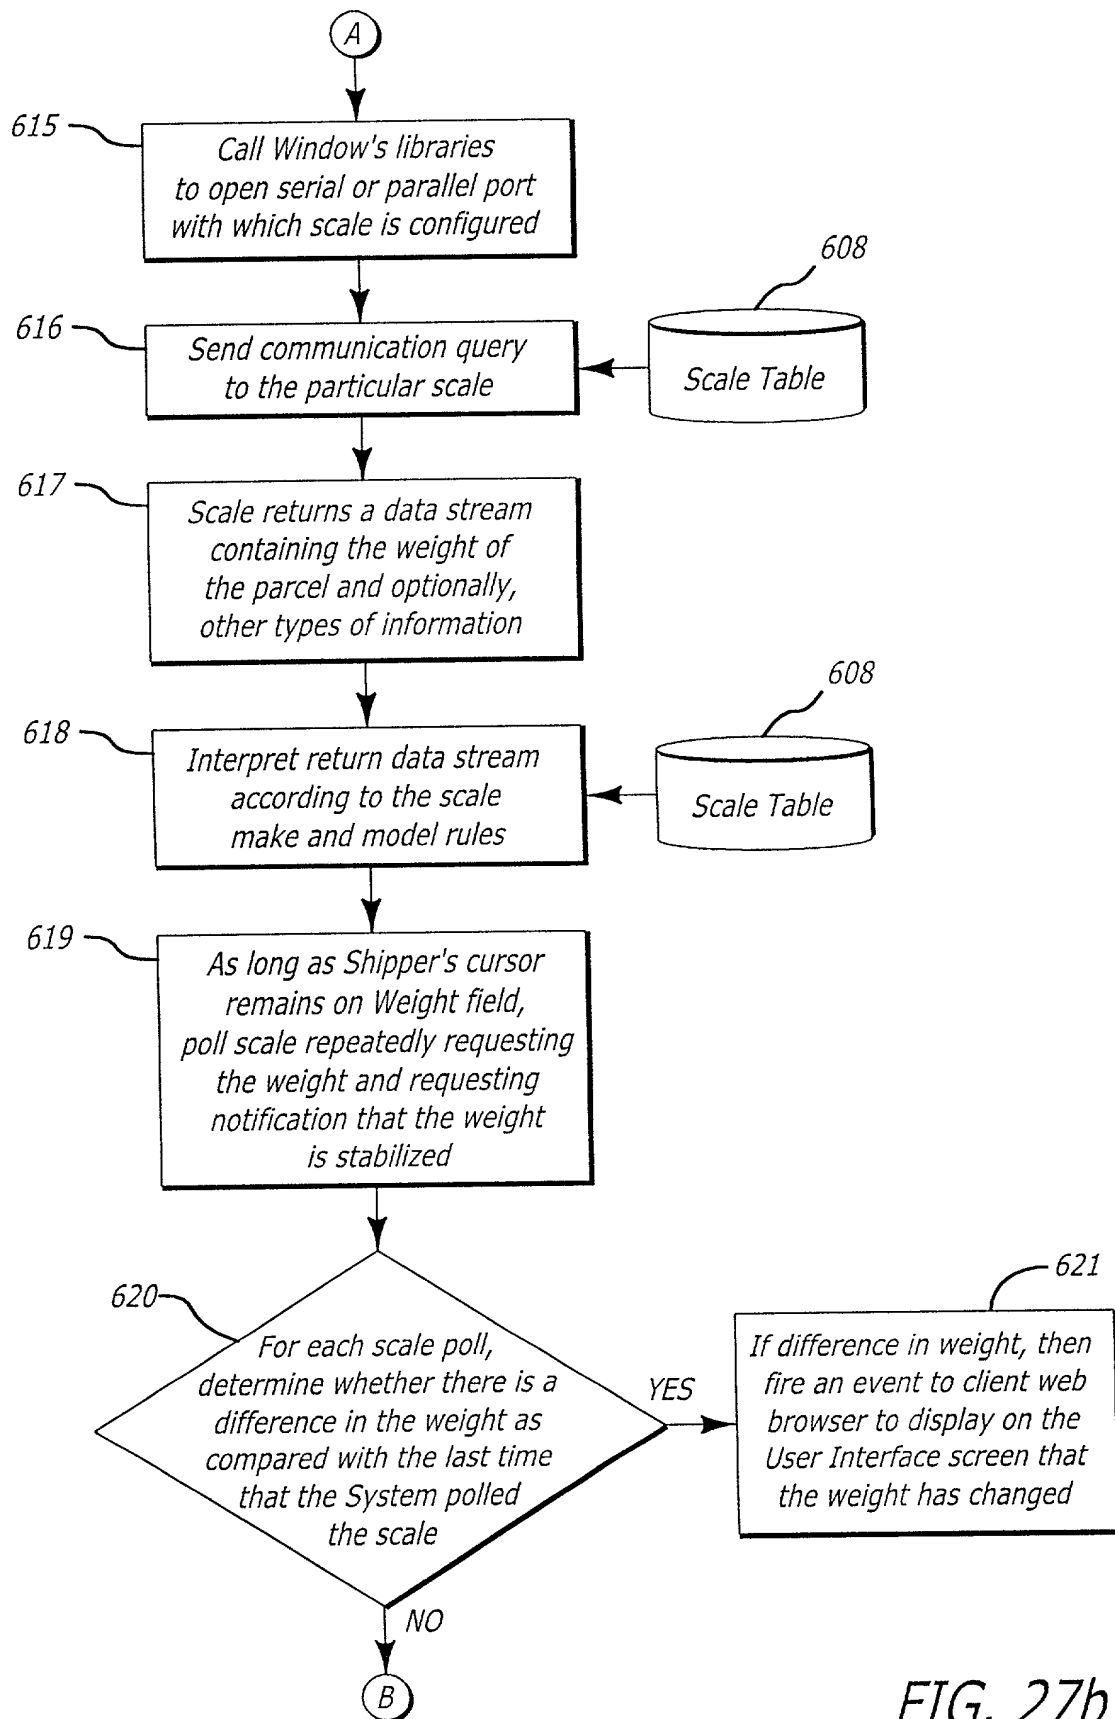 A
615
Call Window's libraries
to open serial or parallel port
with which scale is configured
608
616
Send communication query
to the particular scale
Scale Table
617
Scale returns a data stream
containing the weight of
the parcel and optionally,
other types of information
608
618
Interpret return data stream
according to the scale
make and model rules
Scale Table
619
As long as Shipper's cursor
remains on Weight field,
poll scale repeatedly requesting
the weight and requesting
notification that the weight
is stabilized
620
For each scale poll,
determine whether there is a
difference in the weight as
compared with the last time
that the System polled
the scale
YES
621
If difference in weight, then
fire an event to client web
browser to display on the
User Interface screen that
the weight has changed
NO
B
FIG. 27b